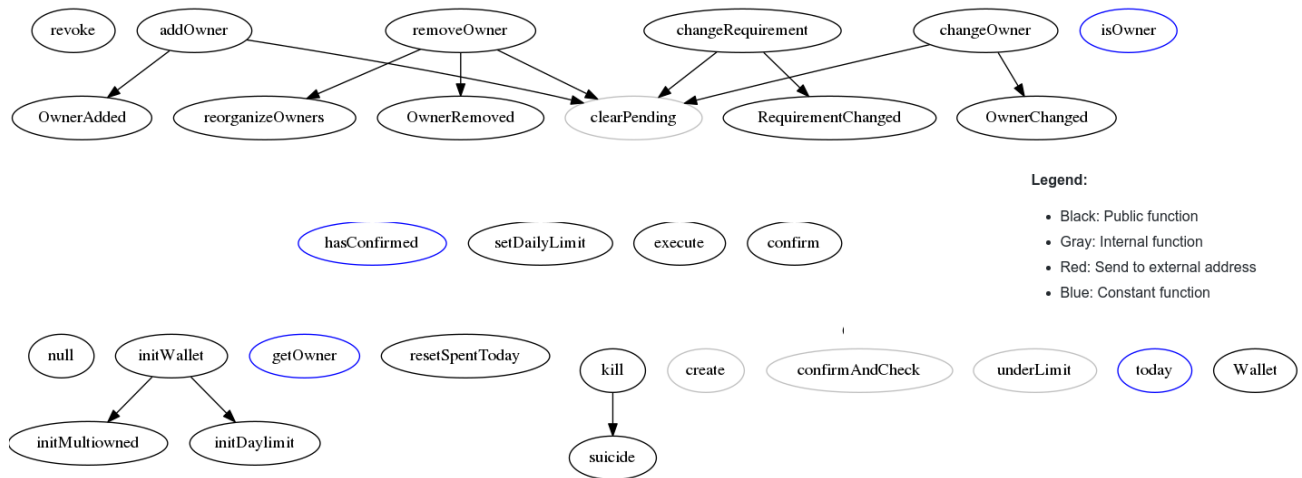 revoke addOwner removeOwner changeRequirement changeOwner isOwner
OwnerAdded reorganizeOwners OwnerRemoved clearPending RequirementChanged OwnerChanged
Legend:
• Black: Public function
• Gray: Internal function
• Red: Send to external address
• Blue: Constant function
hasConfirmed setDailyLimit execute confirm
null initWallet getOwner resetSpentToday kill create confirmAndCheck underLimit today Wallet
initMultiowned initDaylimit suicide